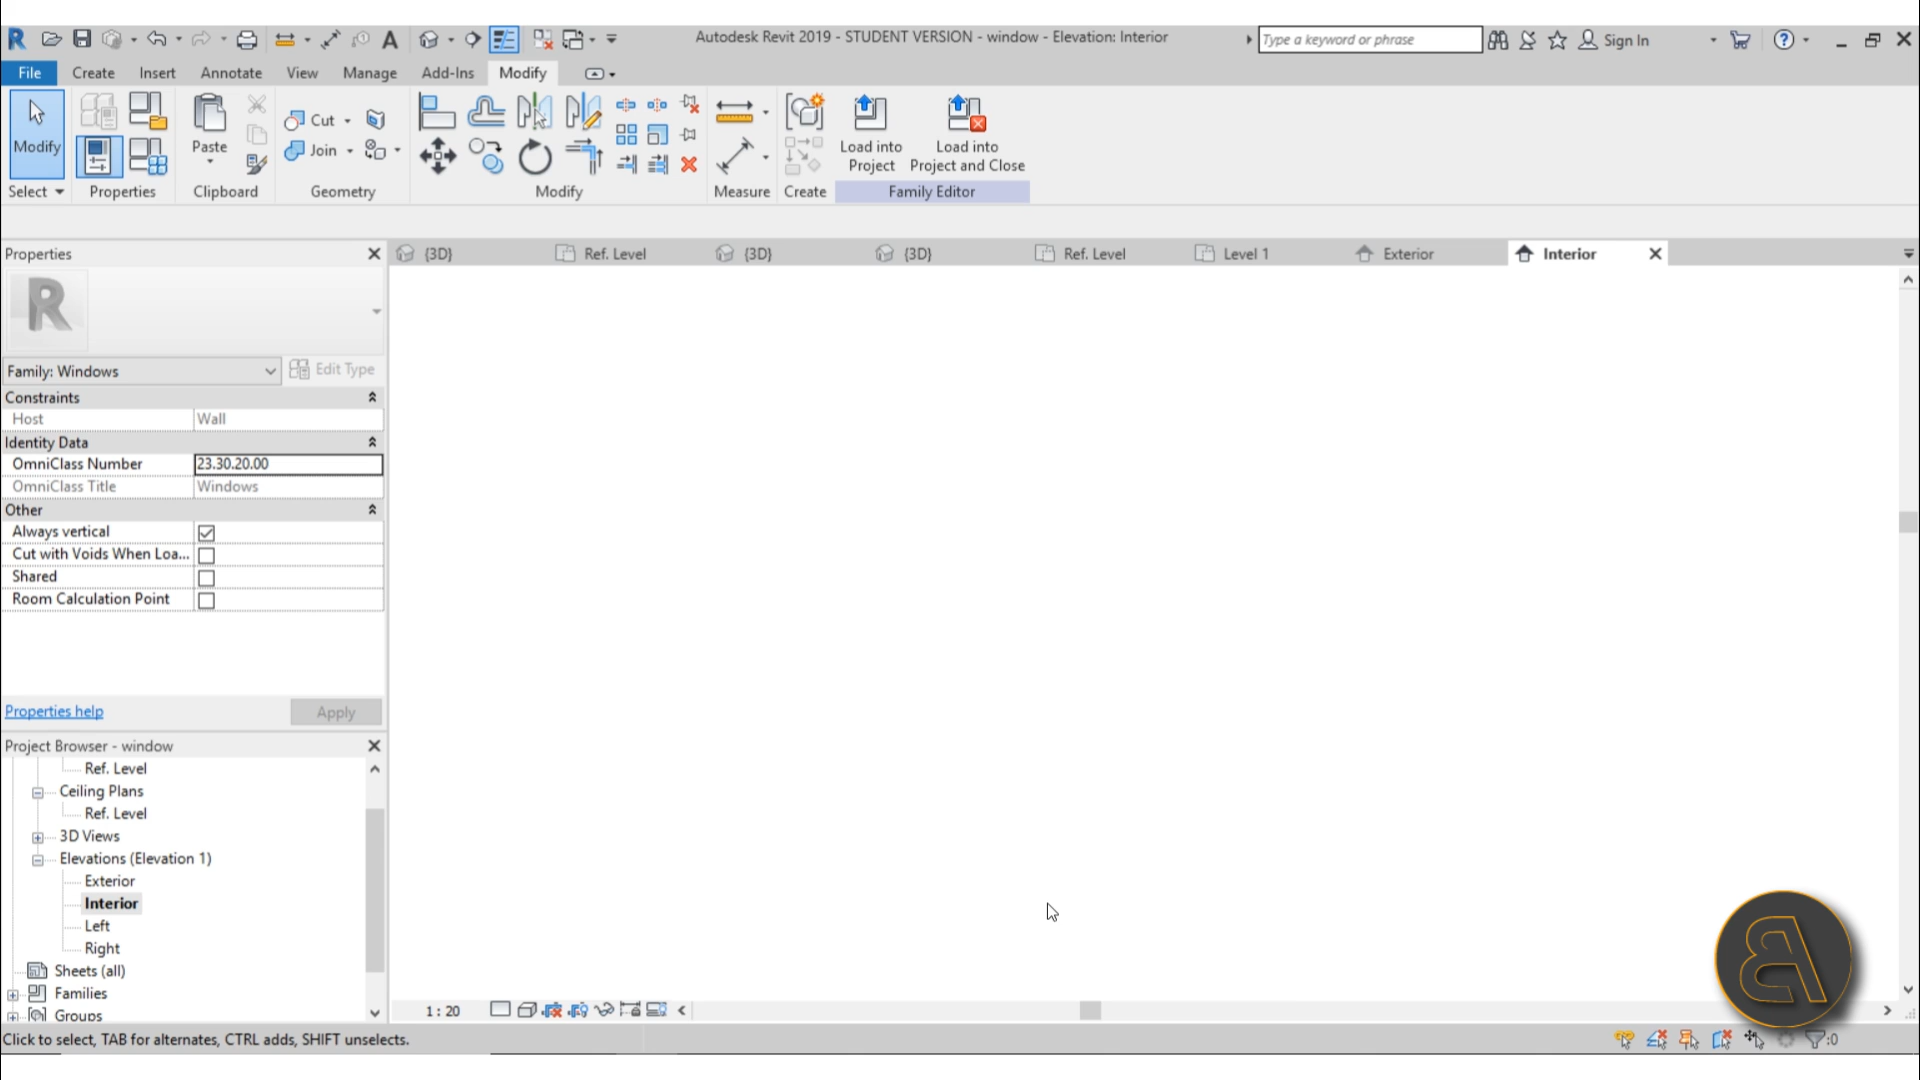 Autodesk Revit 2019 - STUDENT VERSION - window - Elevation: Interior
Type a keyword or phrase
Sign In
File Create Insert Annotate View Manage Add-Ins Modify
Modify
Paste
Cut
Join
Load into Project
Load into Project and Close
Select Properties Clipboard Geometry Modify Measure Create Family Editor
Properties
{3D} Ref. Level {3D} {3D} Ref. Level Level 1 Exterior Interior
Family: Windows
Edit Type
Constraints
Host Wall
Identity Data
OmniClass Number 23.30.20.00
OmniClass Title Windows
Other
Always vertical
Cut with Voids When Loa...
Shared
Room Calculation Point
Properties help
Apply
Project Browser - window
Ref. Level
Ceiling Plans
Ref. Level
3D Views
Elevations (Elevation 1)
Exterior
Interior
Left
Right
Sheets (all)
Families
Groups
1 : 20
Click to select, TAB for alternates, CTRL adds, SHIFT unselects.
:0